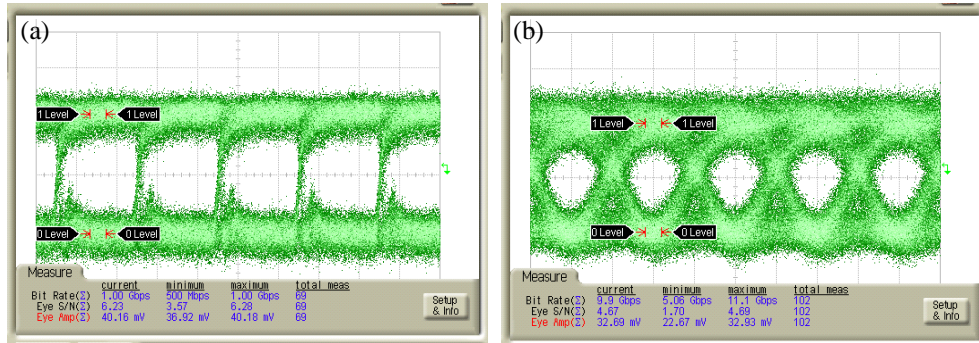 (a)
1 Level 1 Level
0 Level 0 Level
Measure
current minimum maximum total meas
Bit Rate(Σ) 1.00 Gbps 500 Mbps 1.00 Gbps 69
Eye S/N(Σ) 6.23 3.57 6.28 69
Eye Amp(Σ) 40.16 mV 36.92 mV 40.18 mV 69
Setup
& Info
(b)
1 Level 1 Level
0 Level 0 Level
Measure
current minimum maximum total meas
Bit Rate(Σ) 9.9 Gbps 5.06 Gbps 11.1 Gbps 102
Eye S/N(Σ) 4.67 1.70 4.69 102
Eye Amp(Σ) 32.69 mV 22.67 mV 32.93 mV 102
Setup
& Info